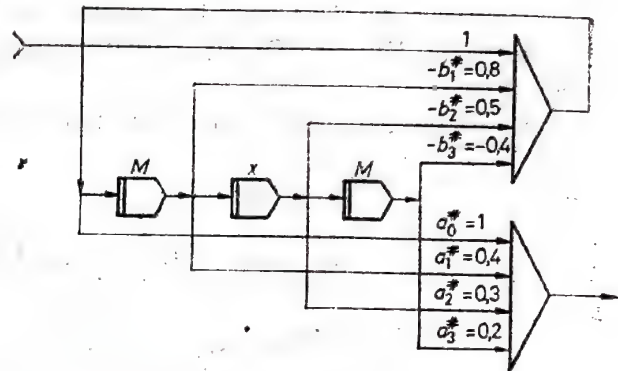 1
-b₁^#=0,8
-b₂^#=0,5
-b₃^#=-0,4
M x M
a₀^#=1
a₁^#=0,4
a₂^#=0,3
a₃^#=0,2